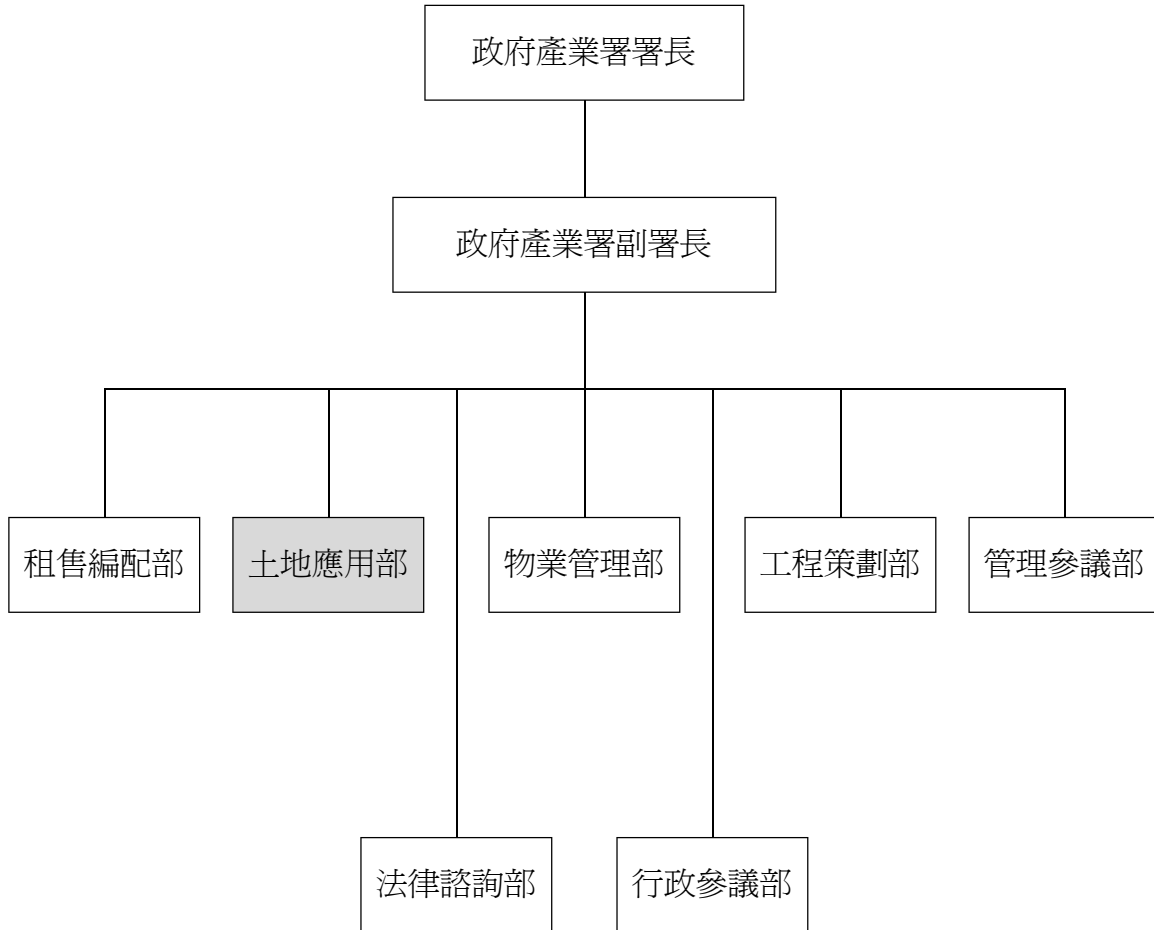 政府產業署署長
政府產業署副署長
租售編配部
土地應用部
物業管理部
工程策劃部
管理參議部
法律諮詢部
行政參議部